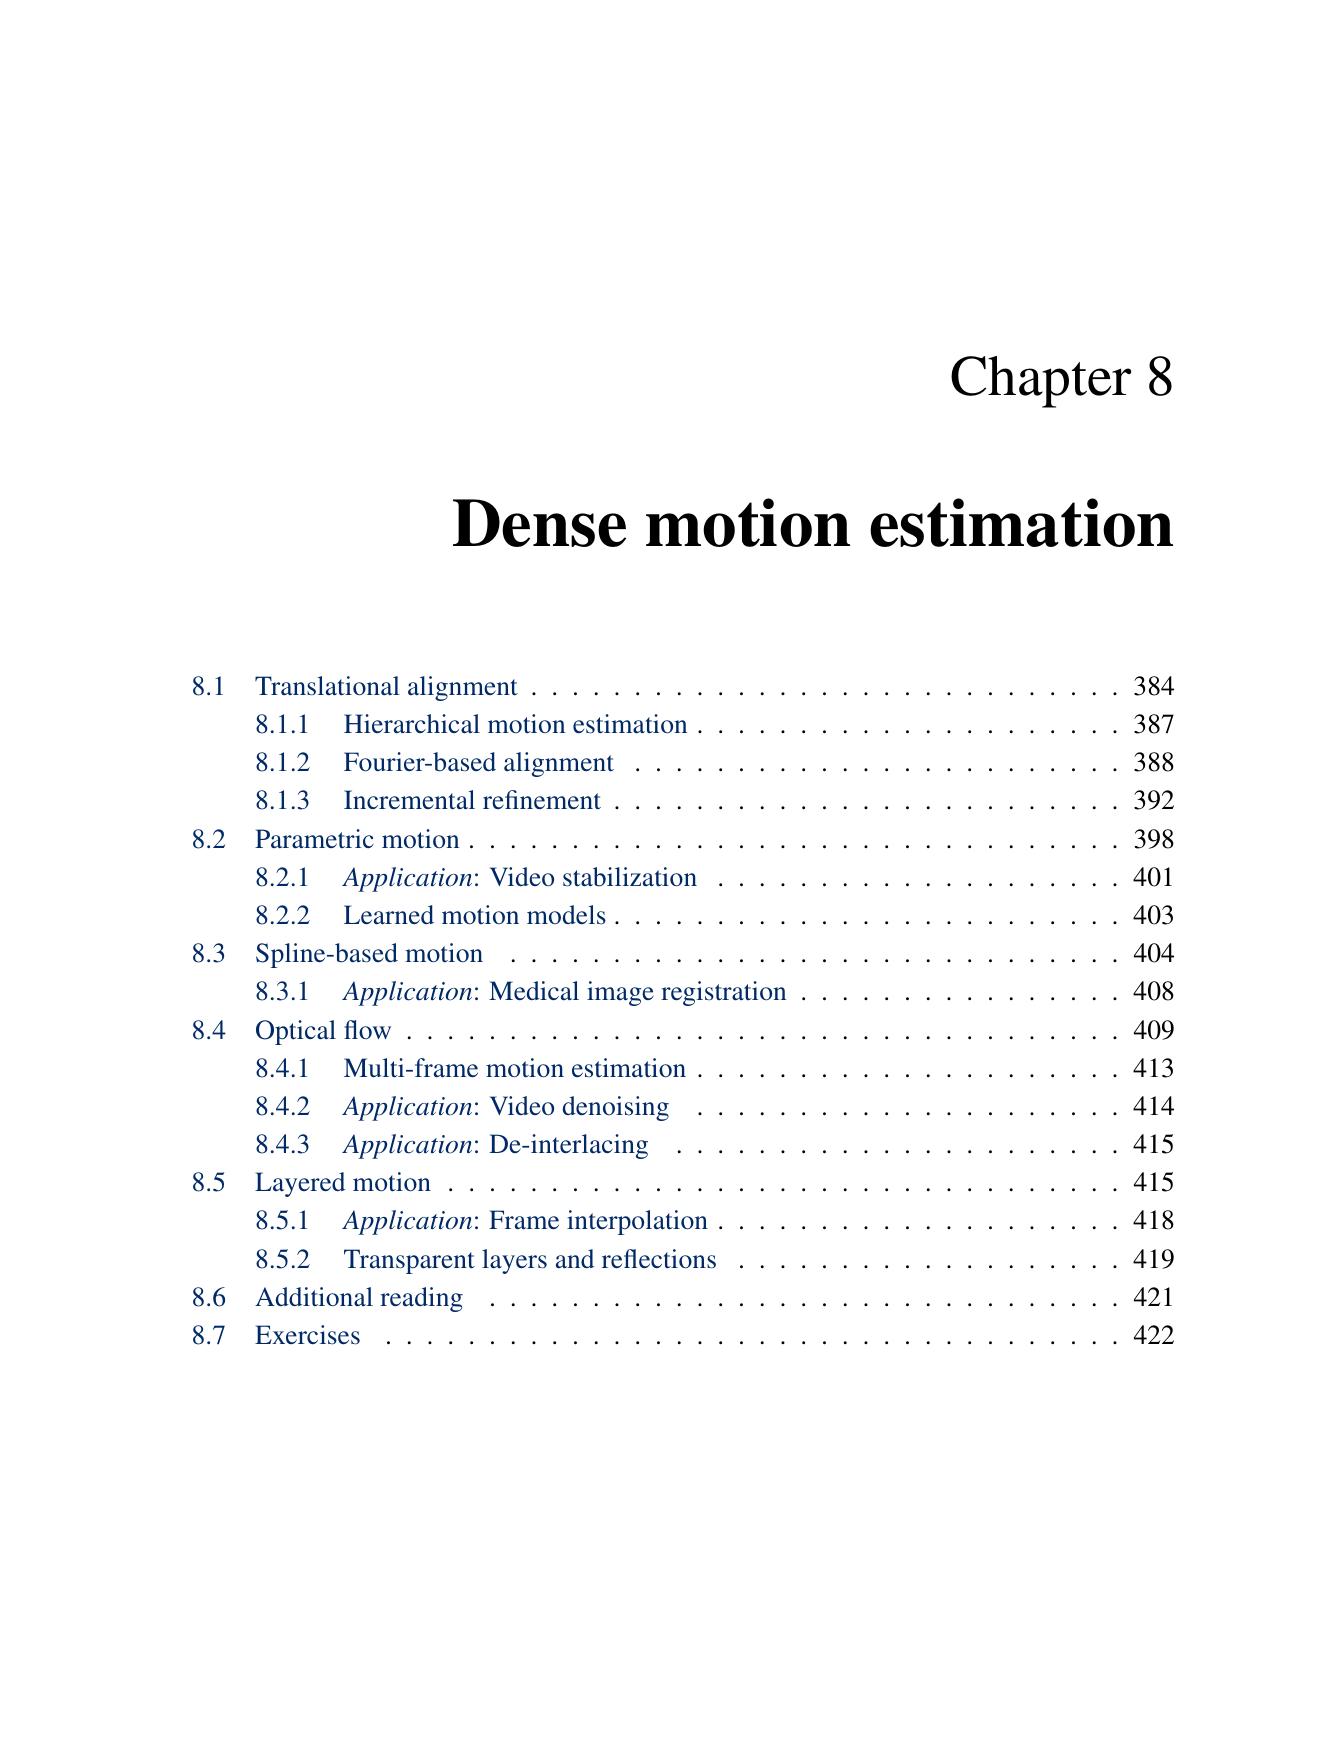 Chapter 8
Dense motion estimation
8.1 Translational alignment . . . . . . . . . . . . . . . . . . . . . . . . . . . . . 384
8.1.1 Hierarchical motion estimation . . . . . . . . . . . . . . . . . . . . . 387
8.1.2 Fourier-based alignment . . . . . . . . . . . . . . . . . . . . . . . . 388
8.1.3 Incremental refinement . . . . . . . . . . . . . . . . . . . . . . . . . 392
8.2 Parametric motion . . . . . . . . . . . . . . . . . . . . . . . . . . . . . . . . 398
8.2.1 Application: Video stabilization . . . . . . . . . . . . . . . . . . . . 401
8.2.2 Learned motion models . . . . . . . . . . . . . . . . . . . . . . . . . 403
8.3 Spline-based motion . . . . . . . . . . . . . . . . . . . . . . . . . . . . . . 404
8.3.1 Application: Medical image registration . . . . . . . . . . . . . . . . 408
8.4 Optical flow . . . . . . . . . . . . . . . . . . . . . . . . . . . . . . . . . . . 409
8.4.1 Multi-frame motion estimation . . . . . . . . . . . . . . . . . . . . . 413
8.4.2 Application: Video denoising . . . . . . . . . . . . . . . . . . . . . 414
8.4.3 Application: De-interlacing . . . . . . . . . . . . . . . . . . . . . . 415
8.5 Layered motion . . . . . . . . . . . . . . . . . . . . . . . . . . . . . . . . . 415
8.5.1 Application: Frame interpolation . . . . . . . . . . . . . . . . . . . . 418
8.5.2 Transparent layers and reflections . . . . . . . . . . . . . . . . . . . 419
8.6 Additional reading . . . . . . . . . . . . . . . . . . . . . . . . . . . . . . . 421
8.7 Exercises . . . . . . . . . . . . . . . . . . . . . . . . . . . . . . . . . . . . 422